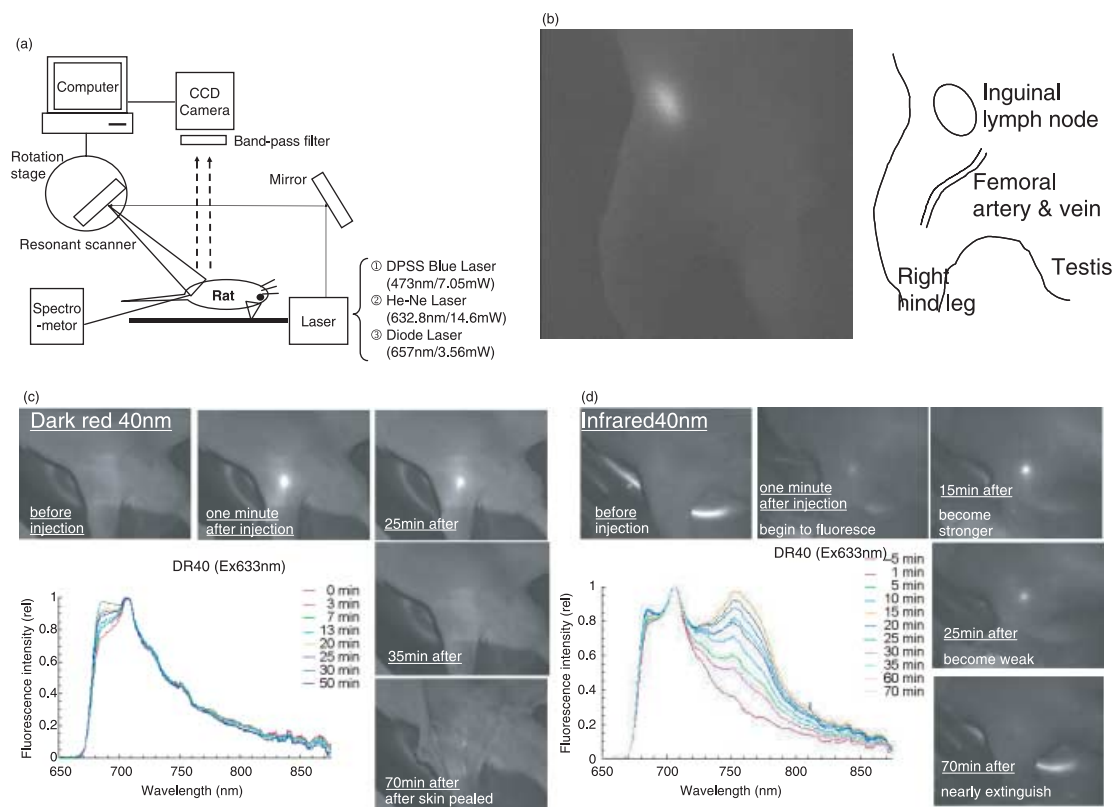 (a)
Computer
CCD
Camera
Band-pass filter
Rotation
stage
Mirror
Resonant scanner
Rat
Spectro
-metor
Laser
① DPSS Blue Laser
(473nm/7.05mW)
② He-Ne Laser
(632.8nm/14.6mW)
③ Diode Laser
(657nm/3.56mW)
(b)
Inguinal
lymph node
Femoral
artery & vein
Right
hind leg
Testis
(c)
Dark red 40nm
before
injection
one minute
after injection
25min after
35min after
70min after
after skin pealed
DR40 (Ex633nm)
Fluorescence intensity (rel)
1
0.8
0.6
0.4
0.2
0
650
700
750
800
850
Wavelength (nm)
0 min
3 min
7 min
13 min
20 min
25 min
30 min
50 min
(d)
Infrared40nm
before
injection
one minute
after injection
begin to fluoresce
15min after
become
stronger
25min after
become weak
70min after
nearly extinguish
DR40 (Ex633nm)
Fluorescence intensity (rel)
1
0.8
0.6
0.4
0.2
0
650
700
750
800
850
Wavelength (nm)
-5 min
1 min
5 min
10 min
15 min
20 min
25 min
30 min
35 min
60 min
70 min